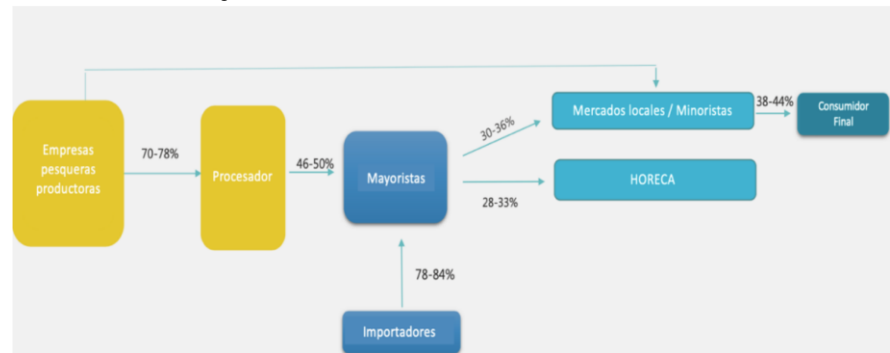 Empresas
pesqueras
productoras
70-78%
Procesador
46-50%
Mayoristas
30-36%
28-33%
Mercados locales / Minoristas
HORECA
38-44%
Consumidor
Final
78-84%
Importadores